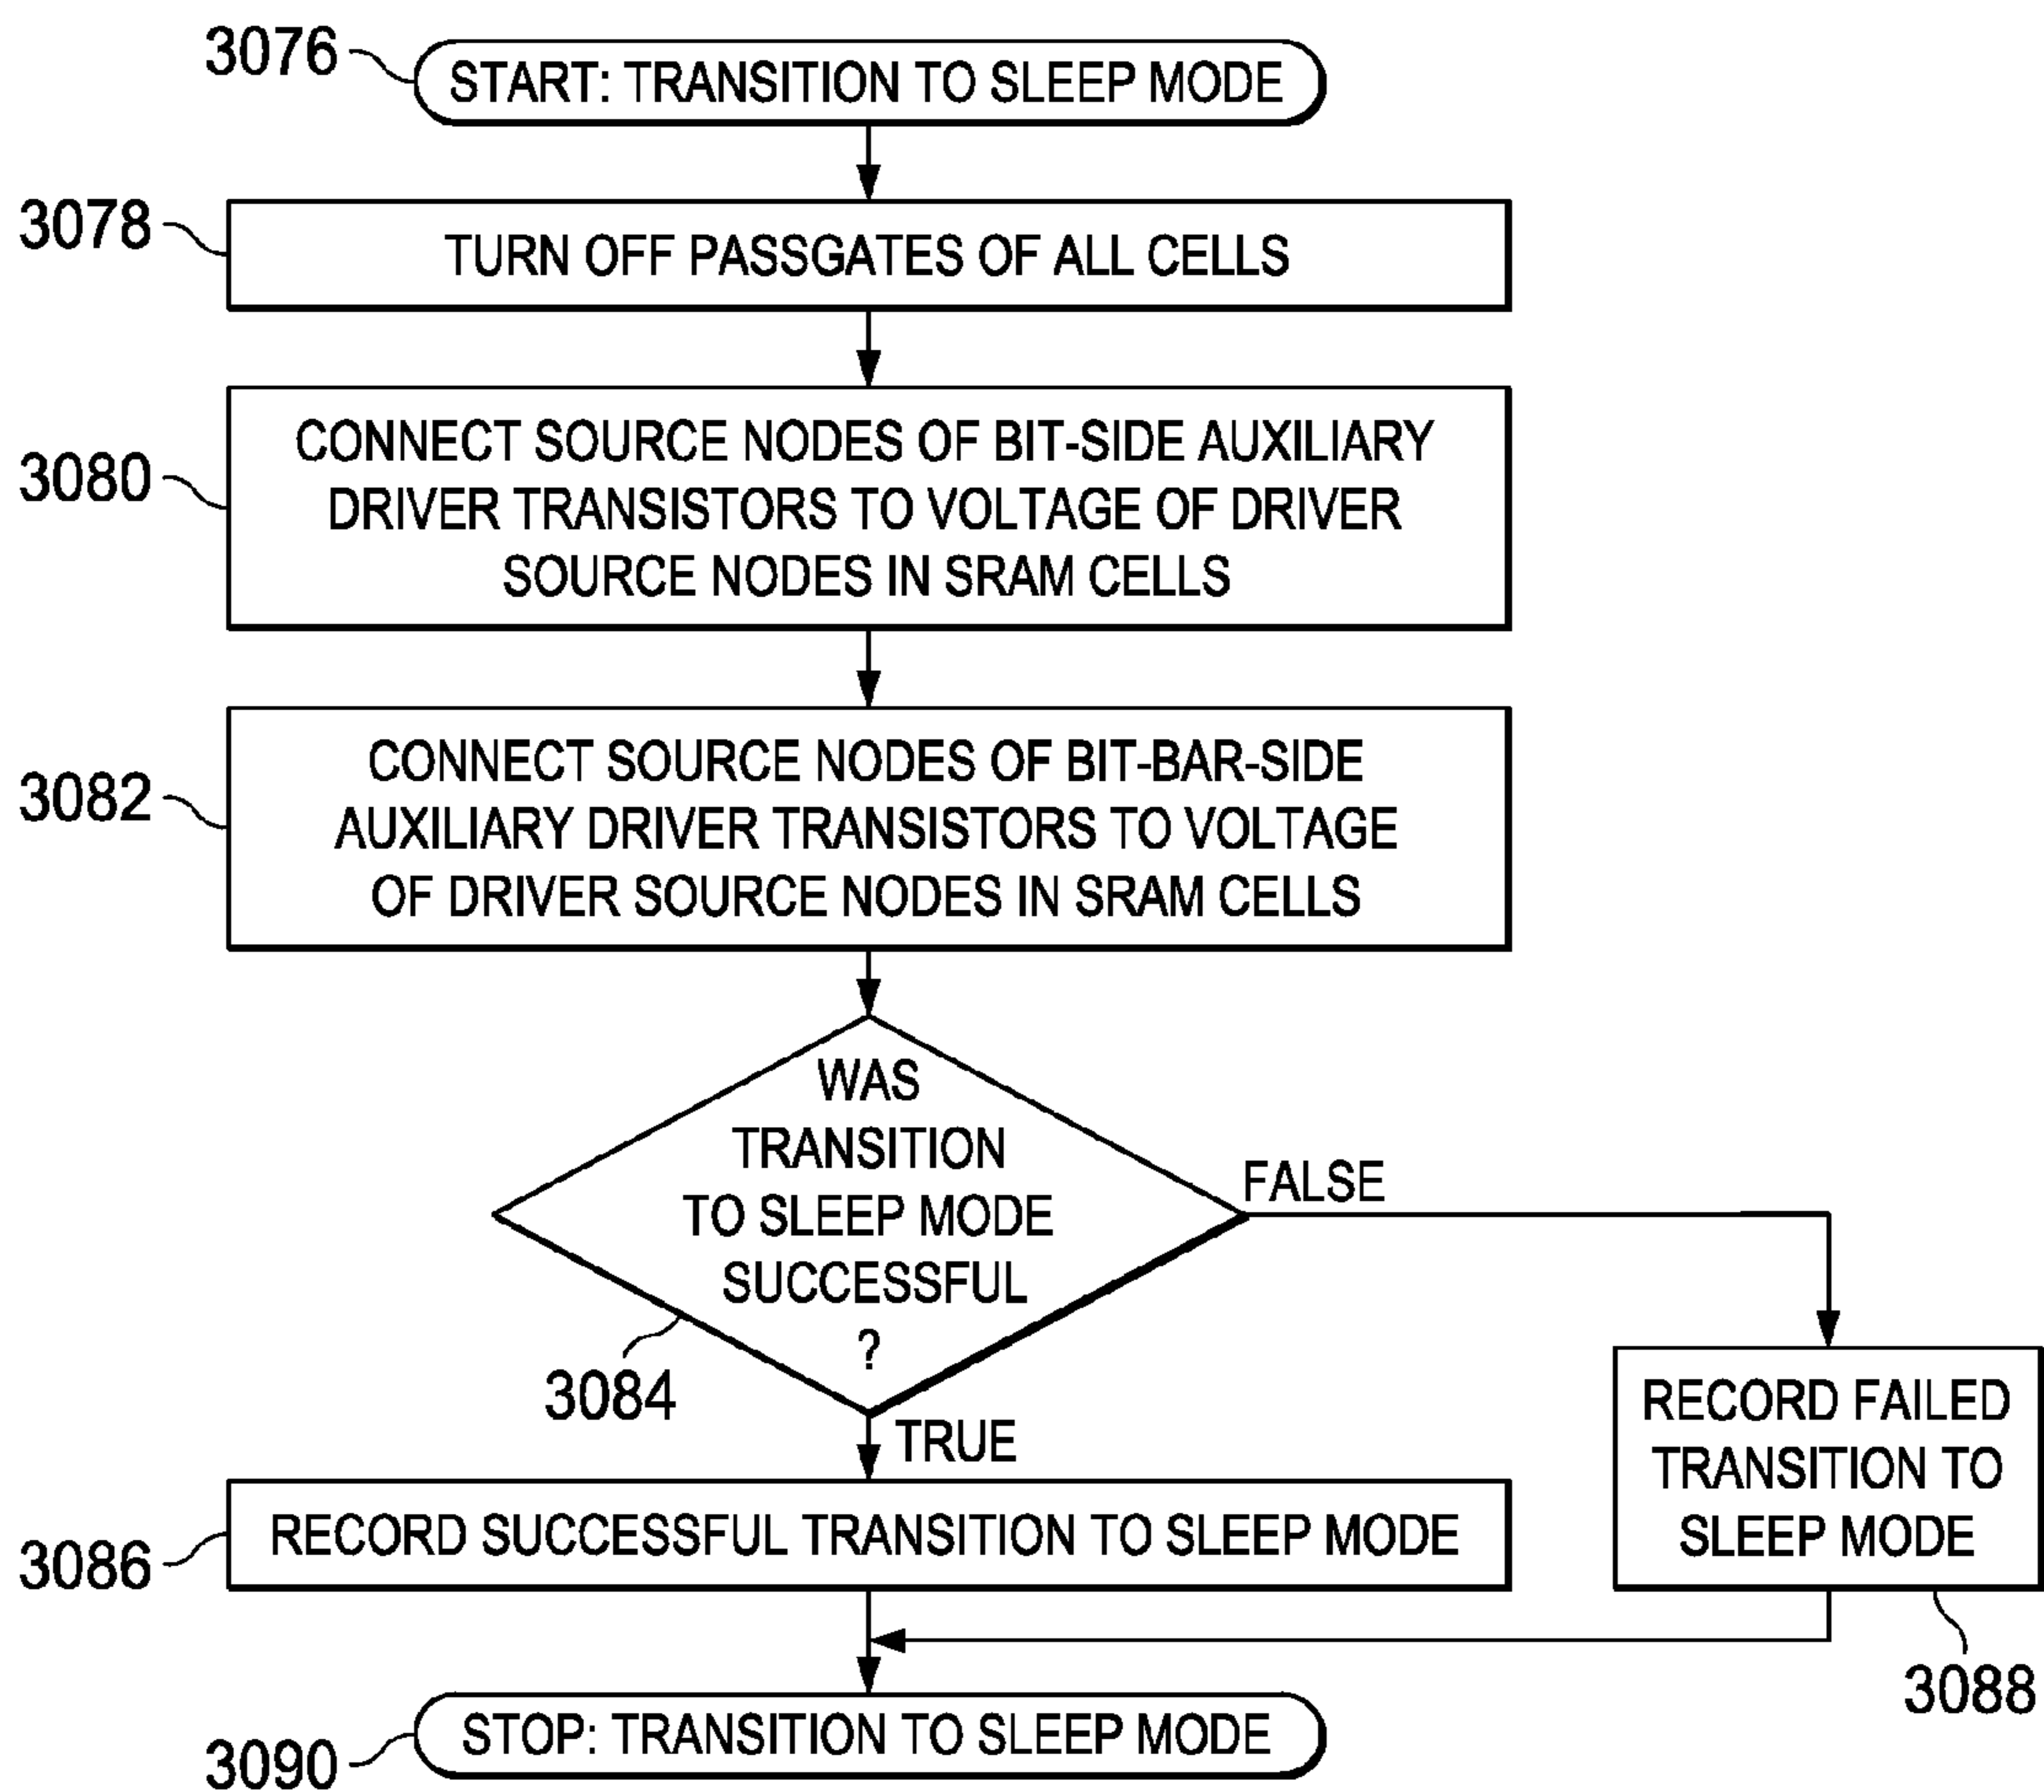 3076
START: TRANSITION TO SLEEP MODE
3078
TURN OFF PASSGATES OF ALL CELLS
3080
CONNECT SOURCE NODES OF BIT-SIDE AUXILIARY
DRIVER TRANSISTORS TO VOLTAGE OF DRIVER
SOURCE NODES IN SRAM CELLS
3082
CONNECT SOURCE NODES OF BIT-BAR-SIDE
AUXILIARY DRIVER TRANSISTORS TO VOLTAGE
OF DRIVER SOURCE NODES IN SRAM CELLS
WAS
TRANSITION
TO SLEEP MODE
SUCCESSFUL
?
3084
FALSE
TRUE
RECORD FAILED
TRANSITION TO
SLEEP MODE
3088
3086
RECORD SUCCESSFUL TRANSITION TO SLEEP MODE
3090
STOP: TRANSITION TO SLEEP MODE